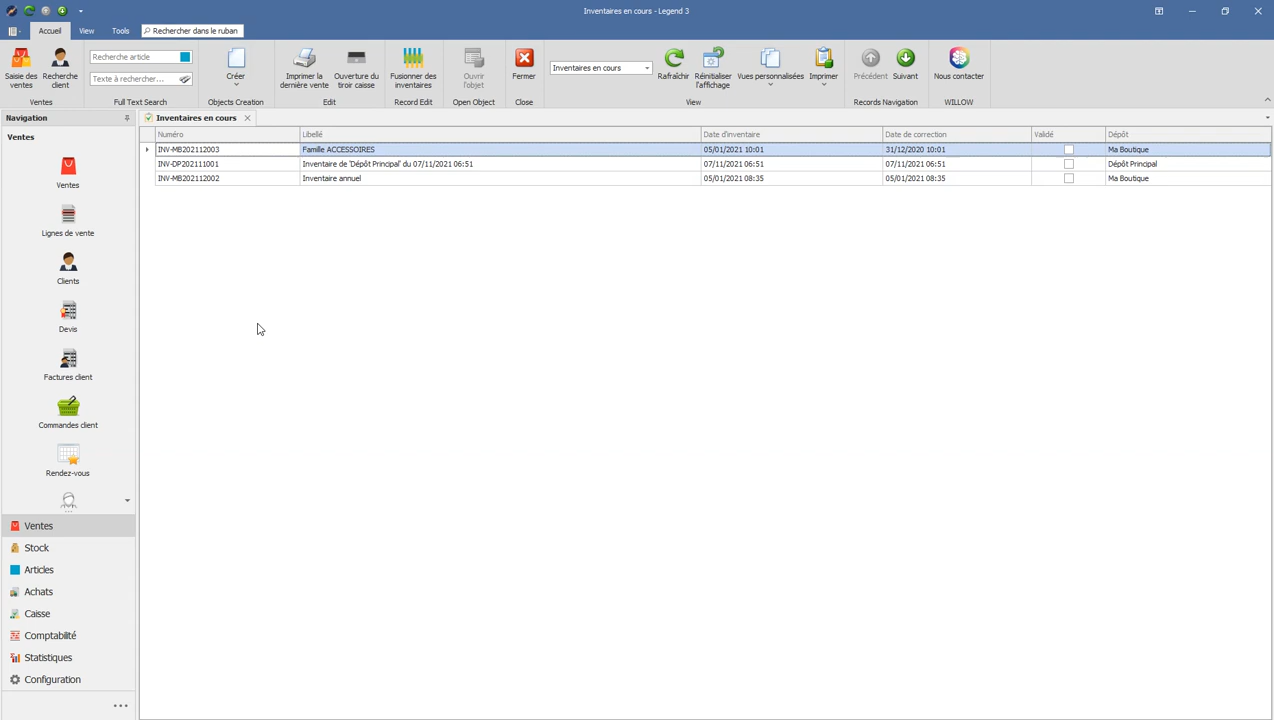 Inventaires en cours - Legend 3
Accueil View Tools Rechercher dans le ruban
Saisie des ventes
Recherche client
Ventes
Recherche article
Texte à rechercher...
Full Text Search
Créer
Objects Creation
Imprimer la dernière vente
Ouverture du tiroir caisse
Edit
Fusionner des inventaires
Record Edit
Ouvrir l'objet
Open Object
Fermer
Close
Inventaires en cours
Rafraîchir
Réinitialiser l'affichage
Vues personnalisées
Imprimer
View
Précédent
Suivant
Records Navigation
Nous contacter
WILLOW
Navigation
Inventaires en cours
Ventes
Ventes
Lignes de vente
Clients
Devis
Factures client
Commandes client
Rendez-vous
...
Ventes
Stock
Articles
Achats
Caisse
Comptabilité
Statistiques
Configuration
Numéro Libellé Date d'inventaire Date de correction Validé Dépôt
INV-MB202112003 Famille ACCESSOIRES 05/01/2021 10:01 31/12/2020 10:01 Ma Boutique
INV-DP202111001 Inventaire de 'Dépôt Principal' du 07/11/2021 06:51 07/11/2021 06:51 07/11/2021 06:51 Dépôt Principal
INV-MB202112002 Inventaire annuel 05/01/2021 08:35 05/01/2021 08:35 Ma Boutique